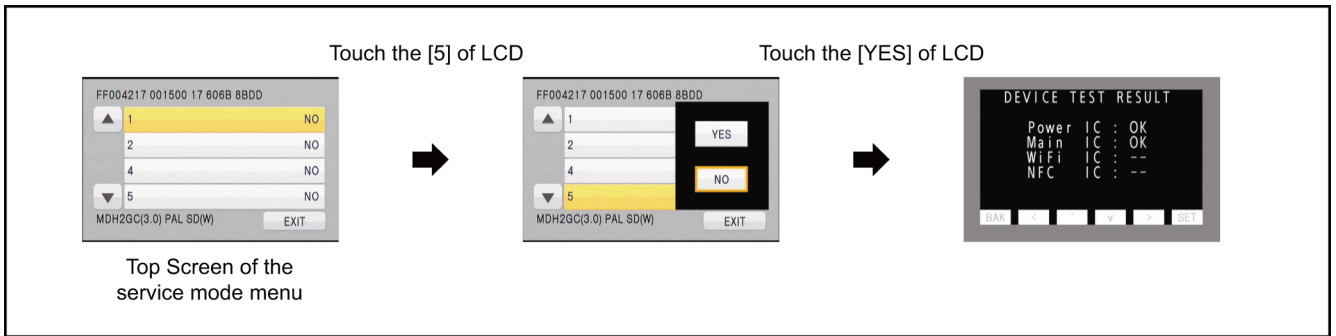 Touch the [5] of LCD
Touch the [YES] of LCD
FF004217 001500 17 606B 8BDD
1 NO
2 NO
4 NO
5 NO
MDH2GC(3.0) PAL SD(W) EXIT
Top Screen of the
service mode menu
FF004217 001500 17 606B 8BDD
1
2
4
5
YES
NO
MDH2GC(3.0) PAL SD(W) EXIT
DEVICE TEST RESULT
Power IC : OK
Main IC : OK
WiFi IC : --
NFC IC : --
BAK < ^ v > SET